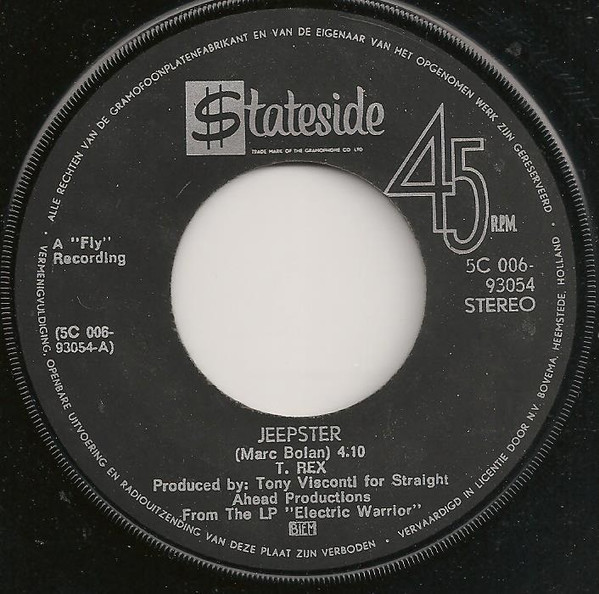 ALLE RECHTEN VAN DE GRAMOFOONPLATENFABRIKANT EN VAN DE EIGENAAR VAN HET OPGENOMEN WERK ZIJN GERESERVEERD
$tateside
TRADE MARK OF THE GRAMOPHONE CO LTD
45
R.P.M.
A "Fly"
Recording
5C 006-
93054
STEREO
(5C 006-
93054-A)
JEEPSTER
(Marc Bolan) 4.10
T. REX
Produced by: Tony Visconti for Straight
Ahead Productions
From The LP "Electric Warrior"
BIEM
VERMENIGVULDIGING, OPENBARE UITVOERING EN RADIOUITZENDING VAN DEZE PLAAT ZIJN VERBODEN • VERVAARDIGD IN LICENTIE DOOR N.V. BOVEMA, HEEMSTEDE, HOLLAND •